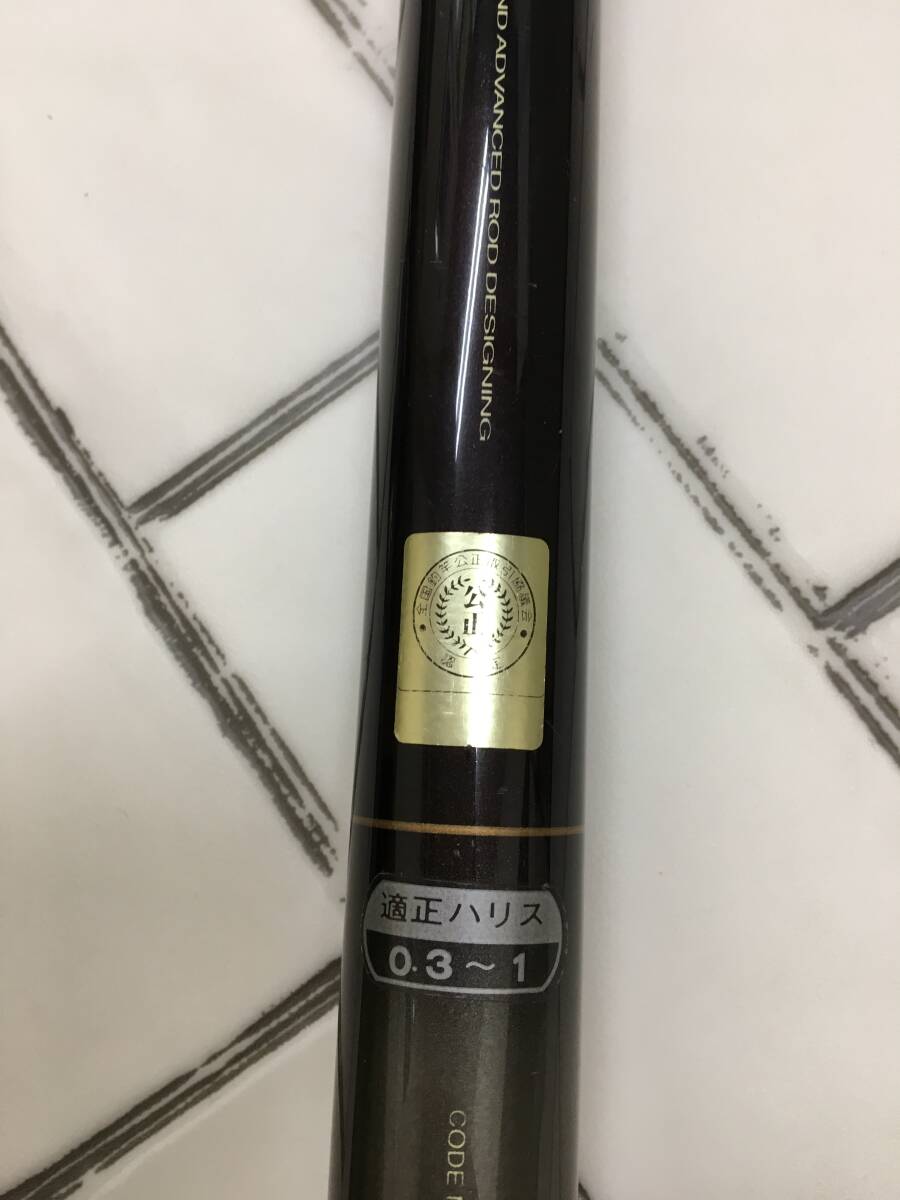 ND ADVANCED ROD DESIGNING
全国釣竿公正取引協議会
公正
適正ハリス
0.3～1
CODE